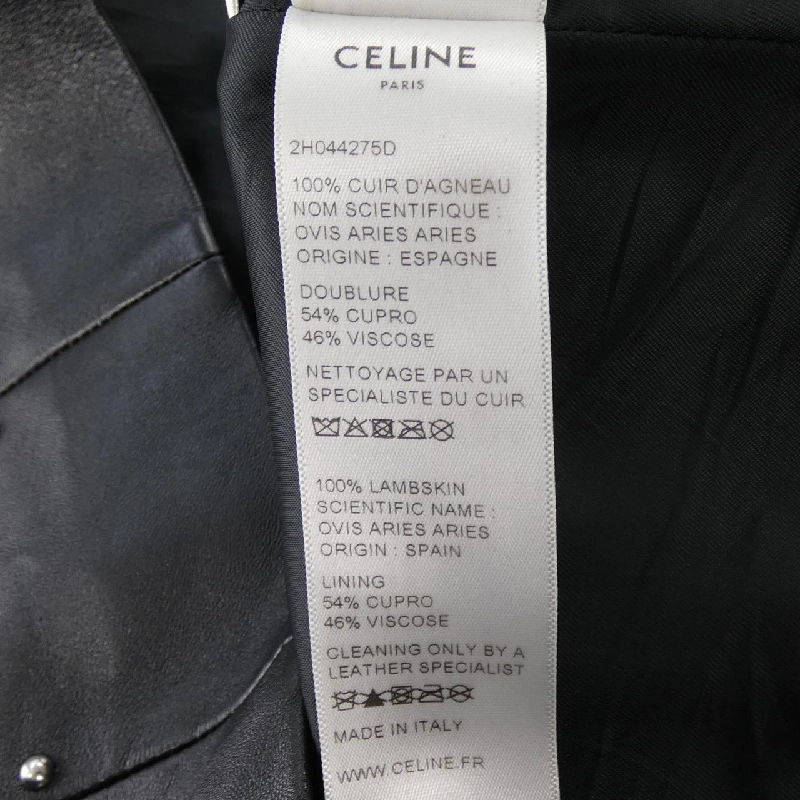 CELINE
PARIS
2H044275D
100% CUIR D'AGNEAU
NOM SCIENTIFIQUE :
OVIS ARIES ARIES
ORIGINE : ESPAGNE
DOUBLURE
54% CUPRO
46% VISCOSE
NETTOYAGE PAR UN
SPECIALISTE DU CUIR
100% LAMBSKIN
SCIENTIFIC NAME :
OVIS ARIES ARIES
ORIGIN : SPAIN
LINING
54% CUPRO
46% VISCOSE
CLEANING ONLY BY A
LEATHER SPECIALIST
MADE IN ITALY
WWW.CELINE.FR